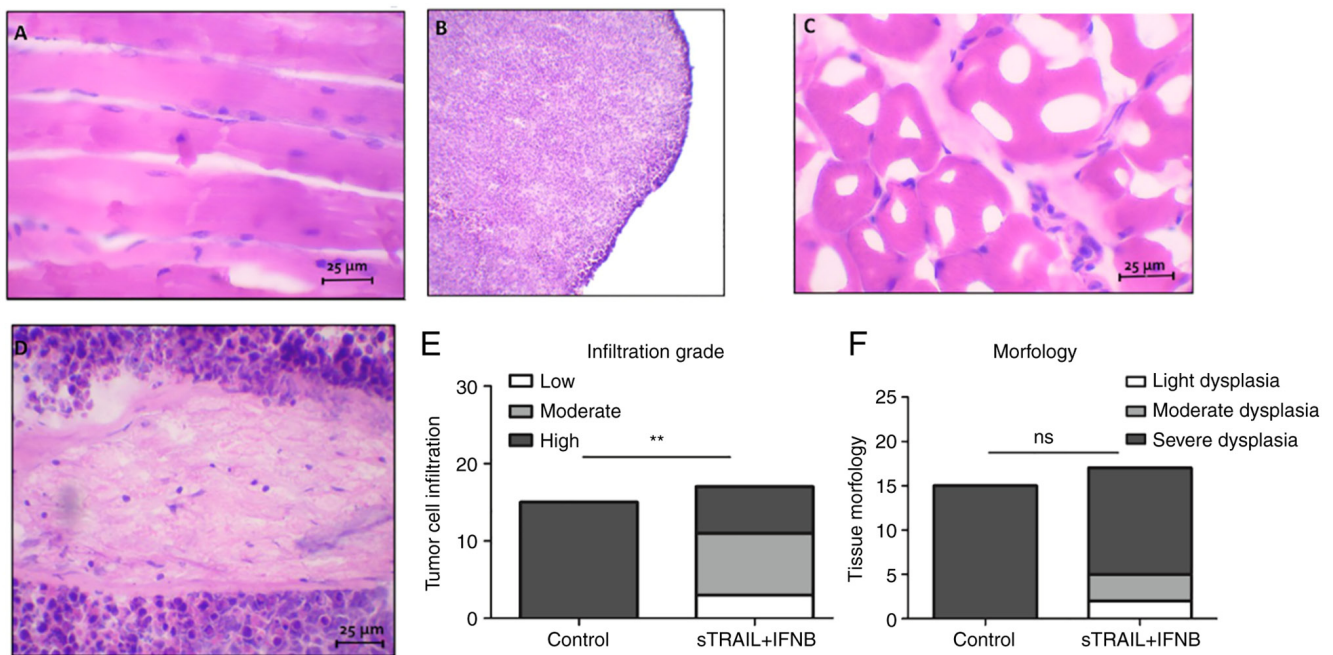 A
25 µm
B
C
25 µm
D
25 µm
E
Infiltration grade
Low
Moderate
High
**
Tumor cell infiltration
30
20
10
0
Control
sTRAIL+IFNB
F
Morfology
Light dysplasia
Moderate dysplasia
Severe dysplasia
ns
Tissue morphology
25
20
15
10
5
0
Control
sTRAIL+IFNB